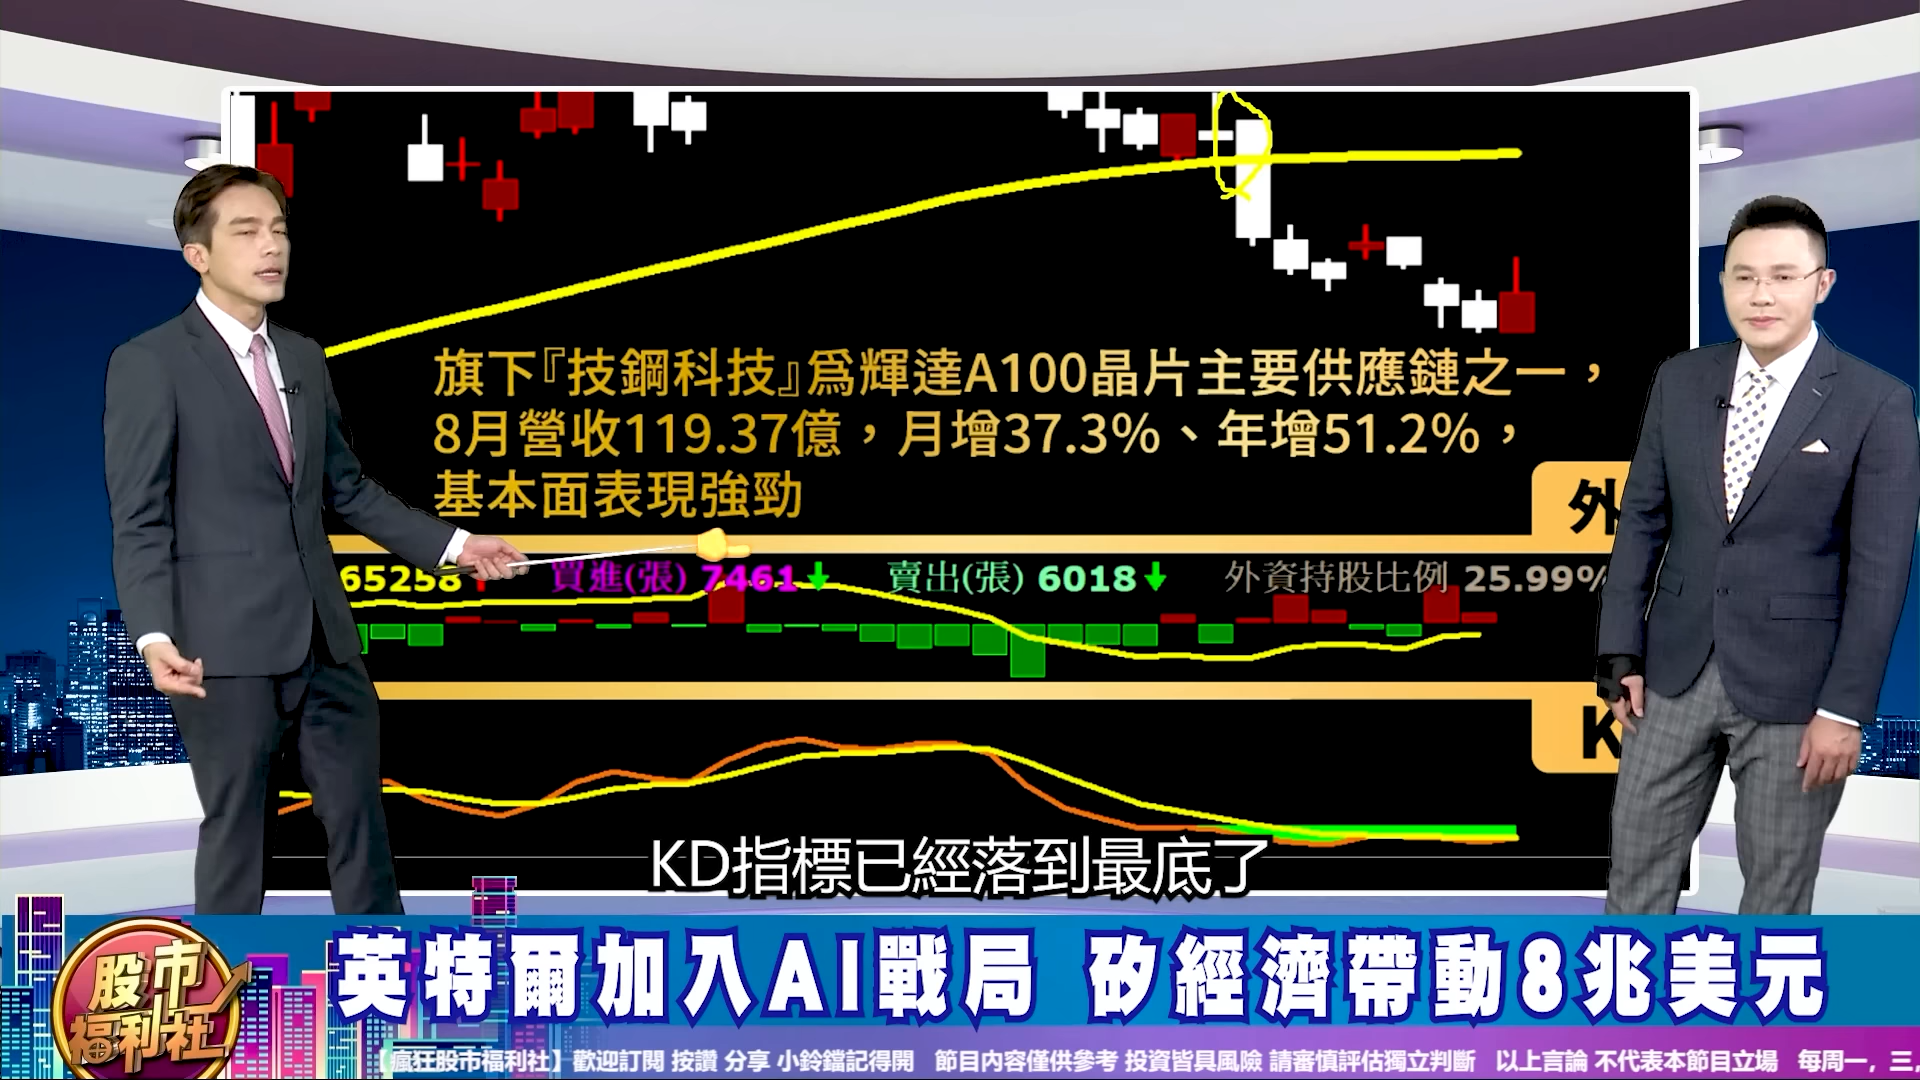 旗下『技鋼科技』為輝達A100晶片主要供應鏈之一，
8月營收119.37億，月增37.3%、年增51.2%，
基本面表現強勁
外
65258 買進(張) 7461 賣出(張) 6018 外資持股比例 25.99%
K
KD指標已經落到最底了
英特爾加入AI戰局 矽經濟帶動8兆美元
股市
福利社
【瘋狂股市福利社】歡迎訂閱 按讚 分享 小鈴鐺記得開 節目內容僅供參考 投資皆具風險 請審慎評估獨立判斷 以上言論 不代表本節目立場 每周一，三，